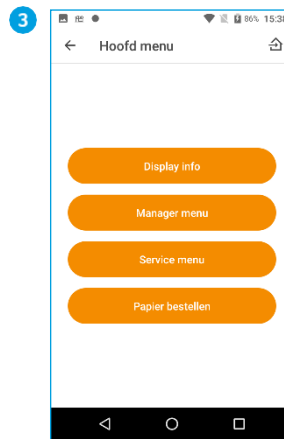 3
86% 15:38
Hoofd menu
Display info
Manager menu
Service menu
Papier bestellen